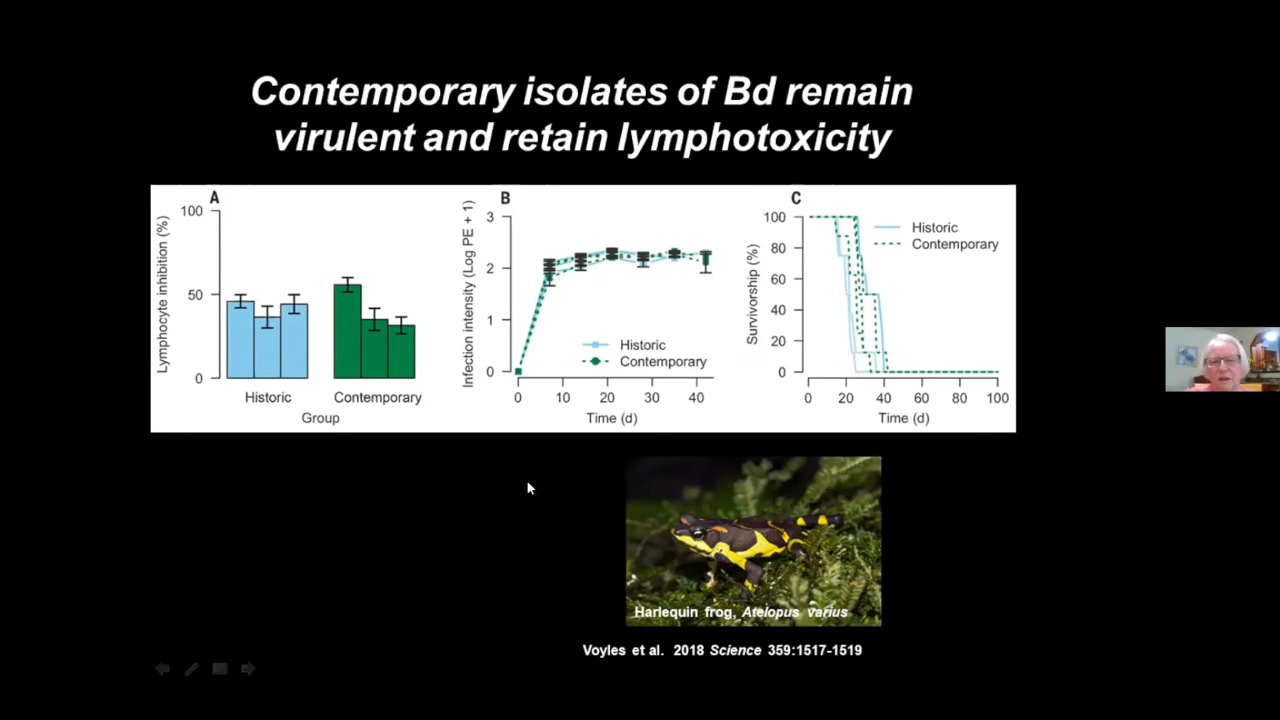 Contemporary isolates of Bd remain
virulent and retain lymphotoxicity
A
Lymphocyte inhibition (%)
100
50
0
Historic
Contemporary
Group
B
Infection intensity (Log PE + 1)
3
2
1
0
Historic
Contemporary
0 10 20 30 40
Time (d)
C
Survivorship (%)
100
80
60
40
20
0
Historic
Contemporary
0 20 40 60 80 100
Time (d)
Harlequin frog, Atelopus varius
Voyles et al. 2018 Science 359:1517-1519